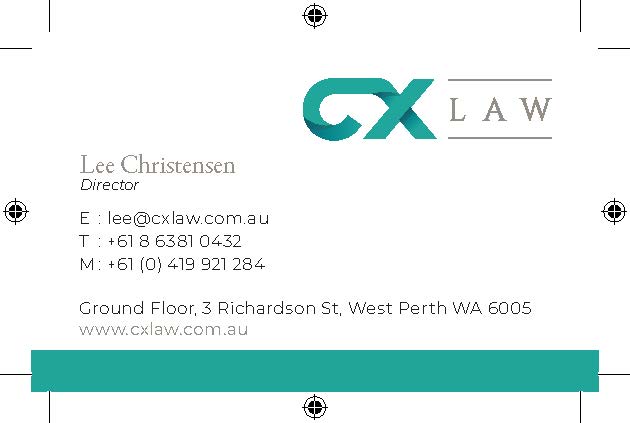 CX LAW
Lee Christensen
Director
E : lee@cxlaw.com.au
T : +61 8 6381 0432
M : +61 (0) 419 921 284
Ground Floor, 3 Richardson St, West Perth WA 6005
www.cxlaw.com.au